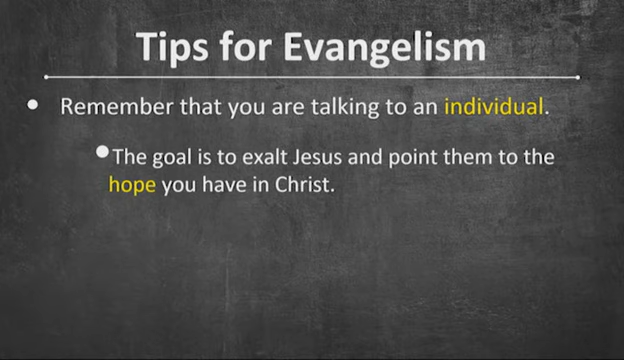 Tips for Evangelism
• Remember that you are talking to an individual.
• The goal is to exalt Jesus and point them to the
hope you have in Christ.